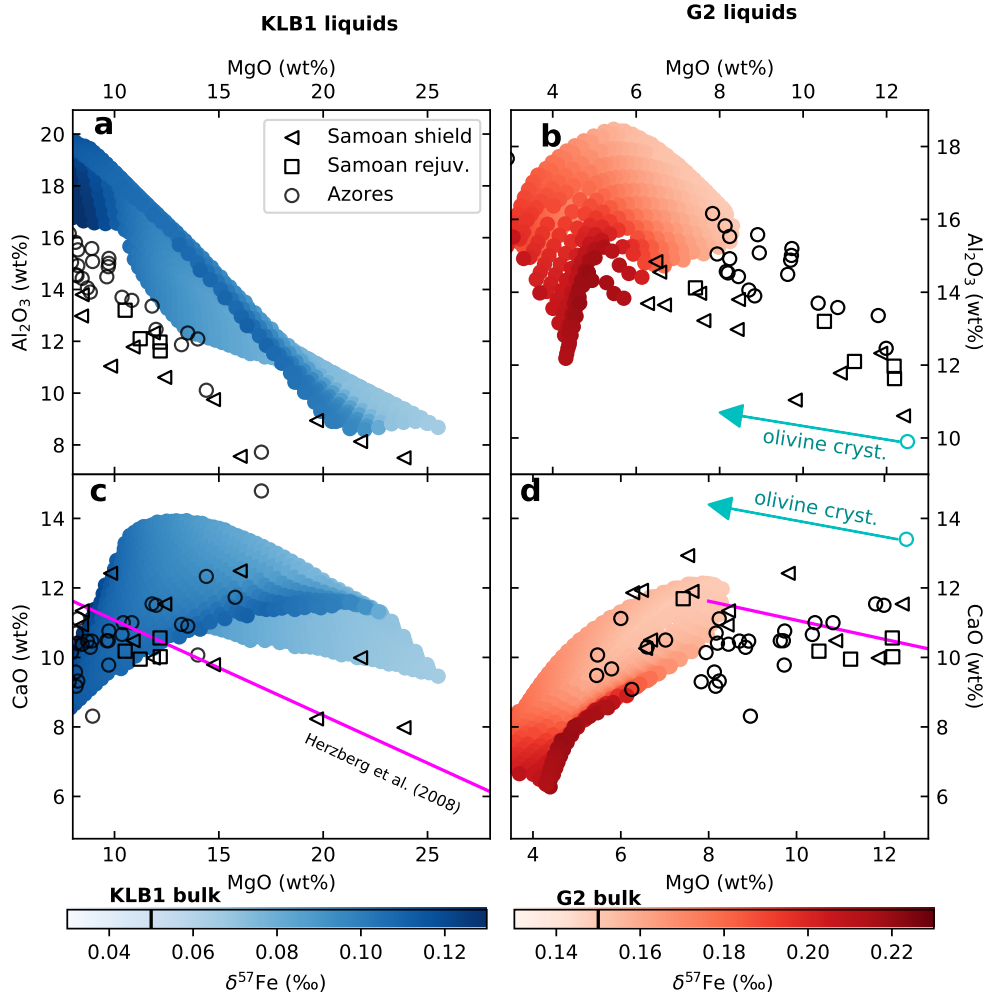 KLB1 liquids
G2 liquids
MgO (wt%)
MgO (wt%)
10 15 20 25
4 6 8 10 12
a
b
Samoan shield
Samoan rejuv.
Azores
20
18
16
14
12
10
8
Al₂O₃ (wt%)
18
16
14
12
10
Al₂O₃ (wt%)
olivine cryst.
c
d
olivine cryst.
14
12
10
8
6
CaO (wt%)
Herzberg et al. (2008)
14
12
10
8
6
CaO (wt%)
10 15 20 25
4 6 8 10 12
MgO (wt%)
MgO (wt%)
KLB1 bulk
G2 bulk
0.04 0.06 0.08 0.10 0.12
0.14 0.16 0.18 0.20 0.22
δ⁵⁷Fe (‰)
δ⁵⁷Fe (‰)